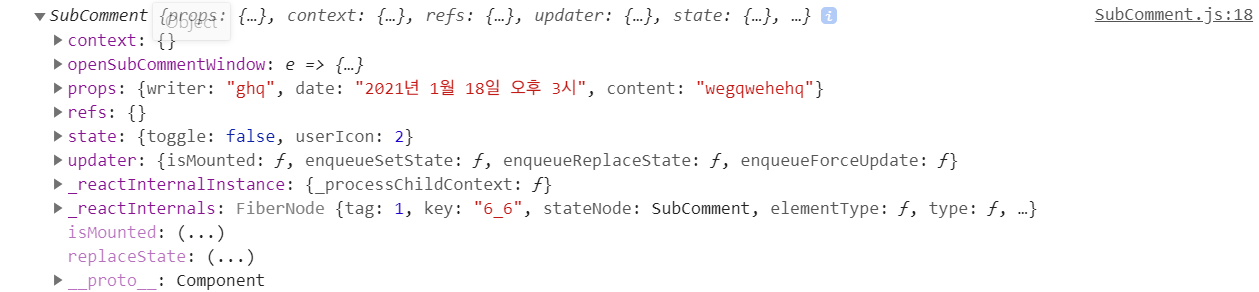 ▼SubComment {props: {…}, context: {…}, refs: {…}, updater: {…}, state: {…}, …} i SubComment.js:18
Object
▶context: {}
▶openSubCommentWindow: e => {…}
▶props: {writer: "ghq", date: "2021년 1월 18일 오후 3시", content: "wegqwehehq"}
▶refs: {}
▶state: {toggle: false, userIcon: 2}
▶updater: {isMounted: ƒ, enqueueSetState: ƒ, enqueueReplaceState: ƒ, enqueueForceUpdate: ƒ}
▶_reactInternalInstance: {_processChildContext: ƒ}
▶_reactInternals: FiberNode {tag: 1, key: "6_6", stateNode: SubComment, elementType: ƒ, type: ƒ, …}
isMounted: (...)
replaceState: (...)
▶__proto__: Component